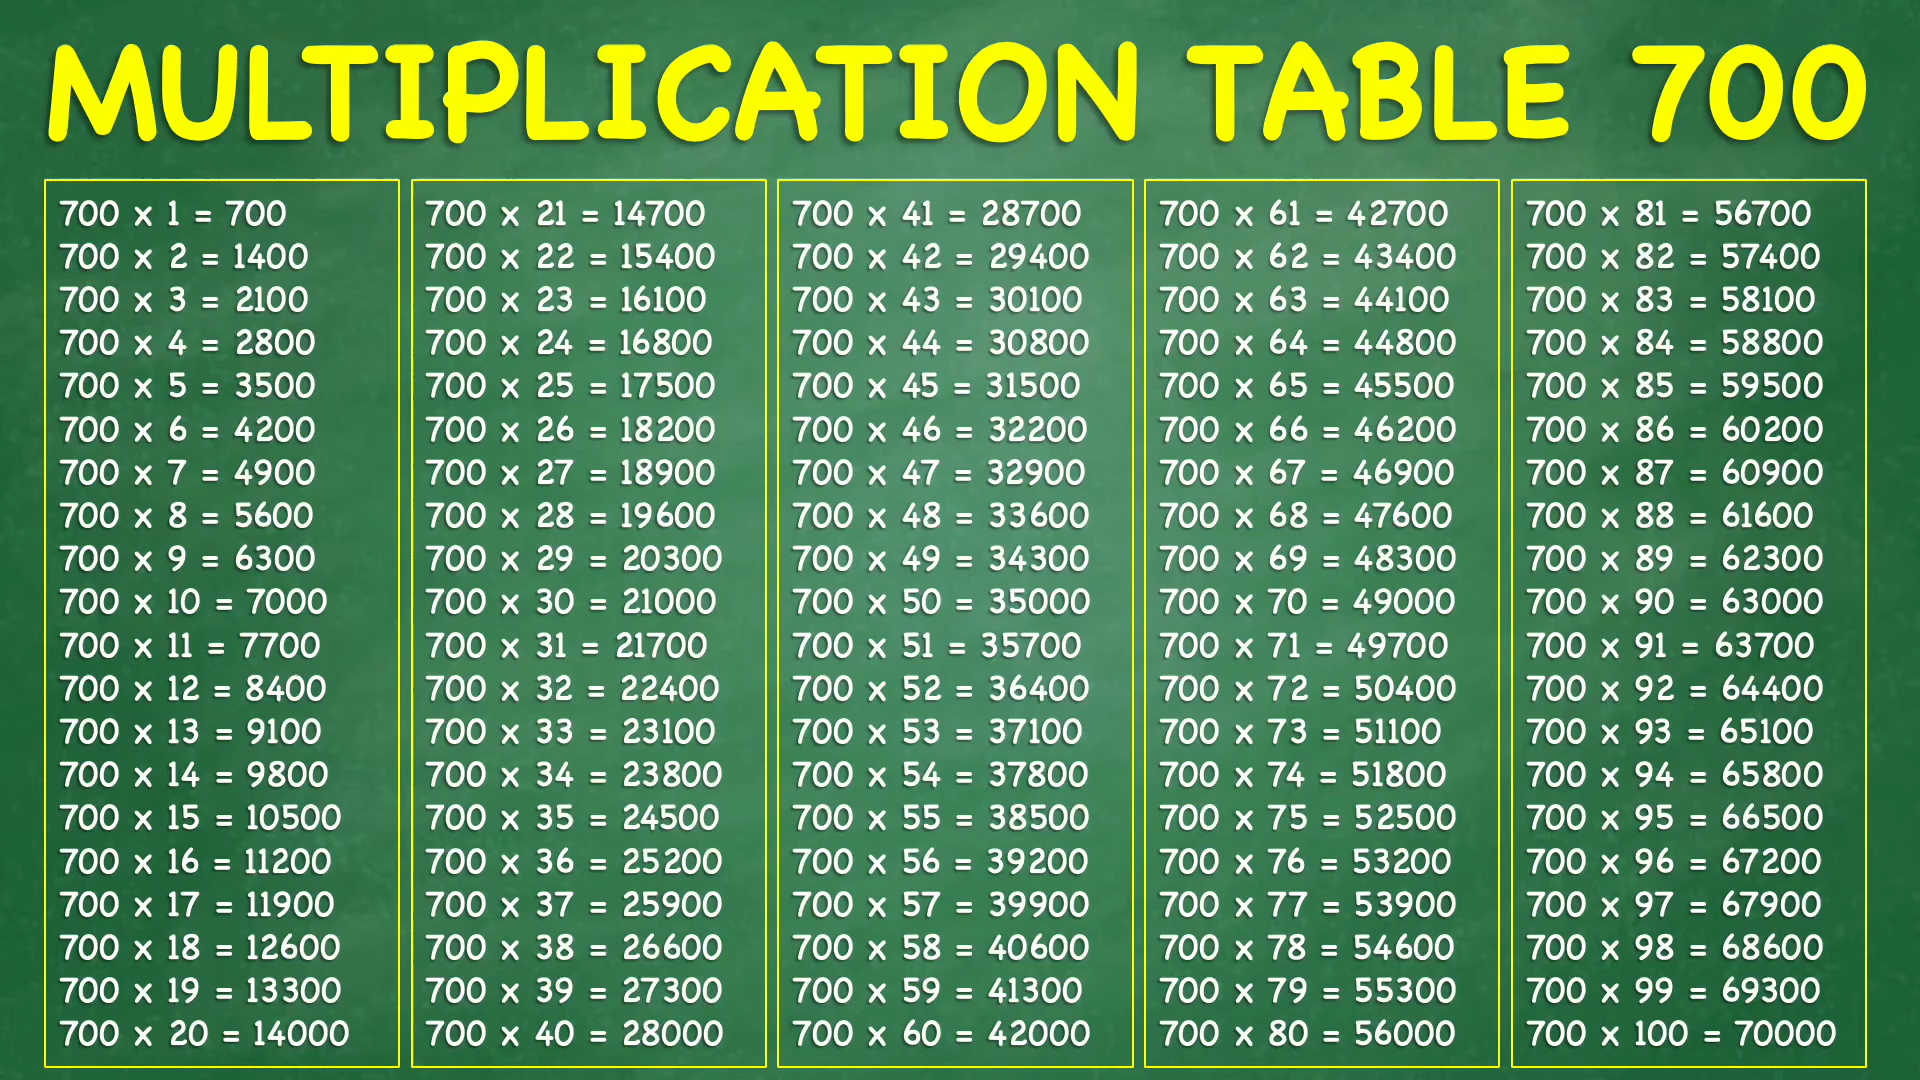 MULTIPLICATION TABLE 700
700 x 1 = 700
700 x 2 = 1400
700 x 3 = 2100
700 x 4 = 2800
700 x 5 = 3500
700 x 6 = 4200
700 x 7 = 4900
700 x 8 = 5600
700 x 9 = 6300
700 x 10 = 7000
700 x 11 = 7700
700 x 12 = 8400
700 x 13 = 9100
700 x 14 = 9800
700 x 15 = 10500
700 x 16 = 11200
700 x 17 = 11900
700 x 18 = 12600
700 x 19 = 13300
700 x 20 = 14000
700 x 21 = 14700
700 x 22 = 15400
700 x 23 = 16100
700 x 24 = 16800
700 x 25 = 17500
700 x 26 = 18200
700 x 27 = 18900
700 x 28 = 19600
700 x 29 = 20300
700 x 30 = 21000
700 x 31 = 21700
700 x 32 = 22400
700 x 33 = 23100
700 x 34 = 23800
700 x 35 = 24500
700 x 36 = 25200
700 x 37 = 25900
700 x 38 = 26600
700 x 39 = 27300
700 x 40 = 28000
700 x 41 = 28700
700 x 42 = 29400
700 x 43 = 30100
700 x 44 = 30800
700 x 45 = 31500
700 x 46 = 32200
700 x 47 = 32900
700 x 48 = 33600
700 x 49 = 34300
700 x 50 = 35000
700 x 51 = 35700
700 x 52 = 36400
700 x 53 = 37100
700 x 54 = 37800
700 x 55 = 38500
700 x 56 = 39200
700 x 57 = 39900
700 x 58 = 40600
700 x 59 = 41300
700 x 60 = 42000
700 x 61 = 42700
700 x 62 = 43400
700 x 63 = 44100
700 x 64 = 44800
700 x 65 = 45500
700 x 66 = 46200
700 x 67 = 46900
700 x 68 = 47600
700 x 69 = 48300
700 x 70 = 49000
700 x 71 = 49700
700 x 72 = 50400
700 x 73 = 51100
700 x 74 = 51800
700 x 75 = 52500
700 x 76 = 53200
700 x 77 = 53900
700 x 78 = 54600
700 x 79 = 55300
700 x 80 = 56000
700 x 81 = 56700
700 x 82 = 57400
700 x 83 = 58100
700 x 84 = 58800
700 x 85 = 59500
700 x 86 = 60200
700 x 87 = 60900
700 x 88 = 61600
700 x 89 = 62300
700 x 90 = 63000
700 x 91 = 63700
700 x 92 = 64400
700 x 93 = 65100
700 x 94 = 65800
700 x 95 = 66500
700 x 96 = 67200
700 x 97 = 67900
700 x 98 = 68600
700 x 99 = 69300
700 x 100 = 70000